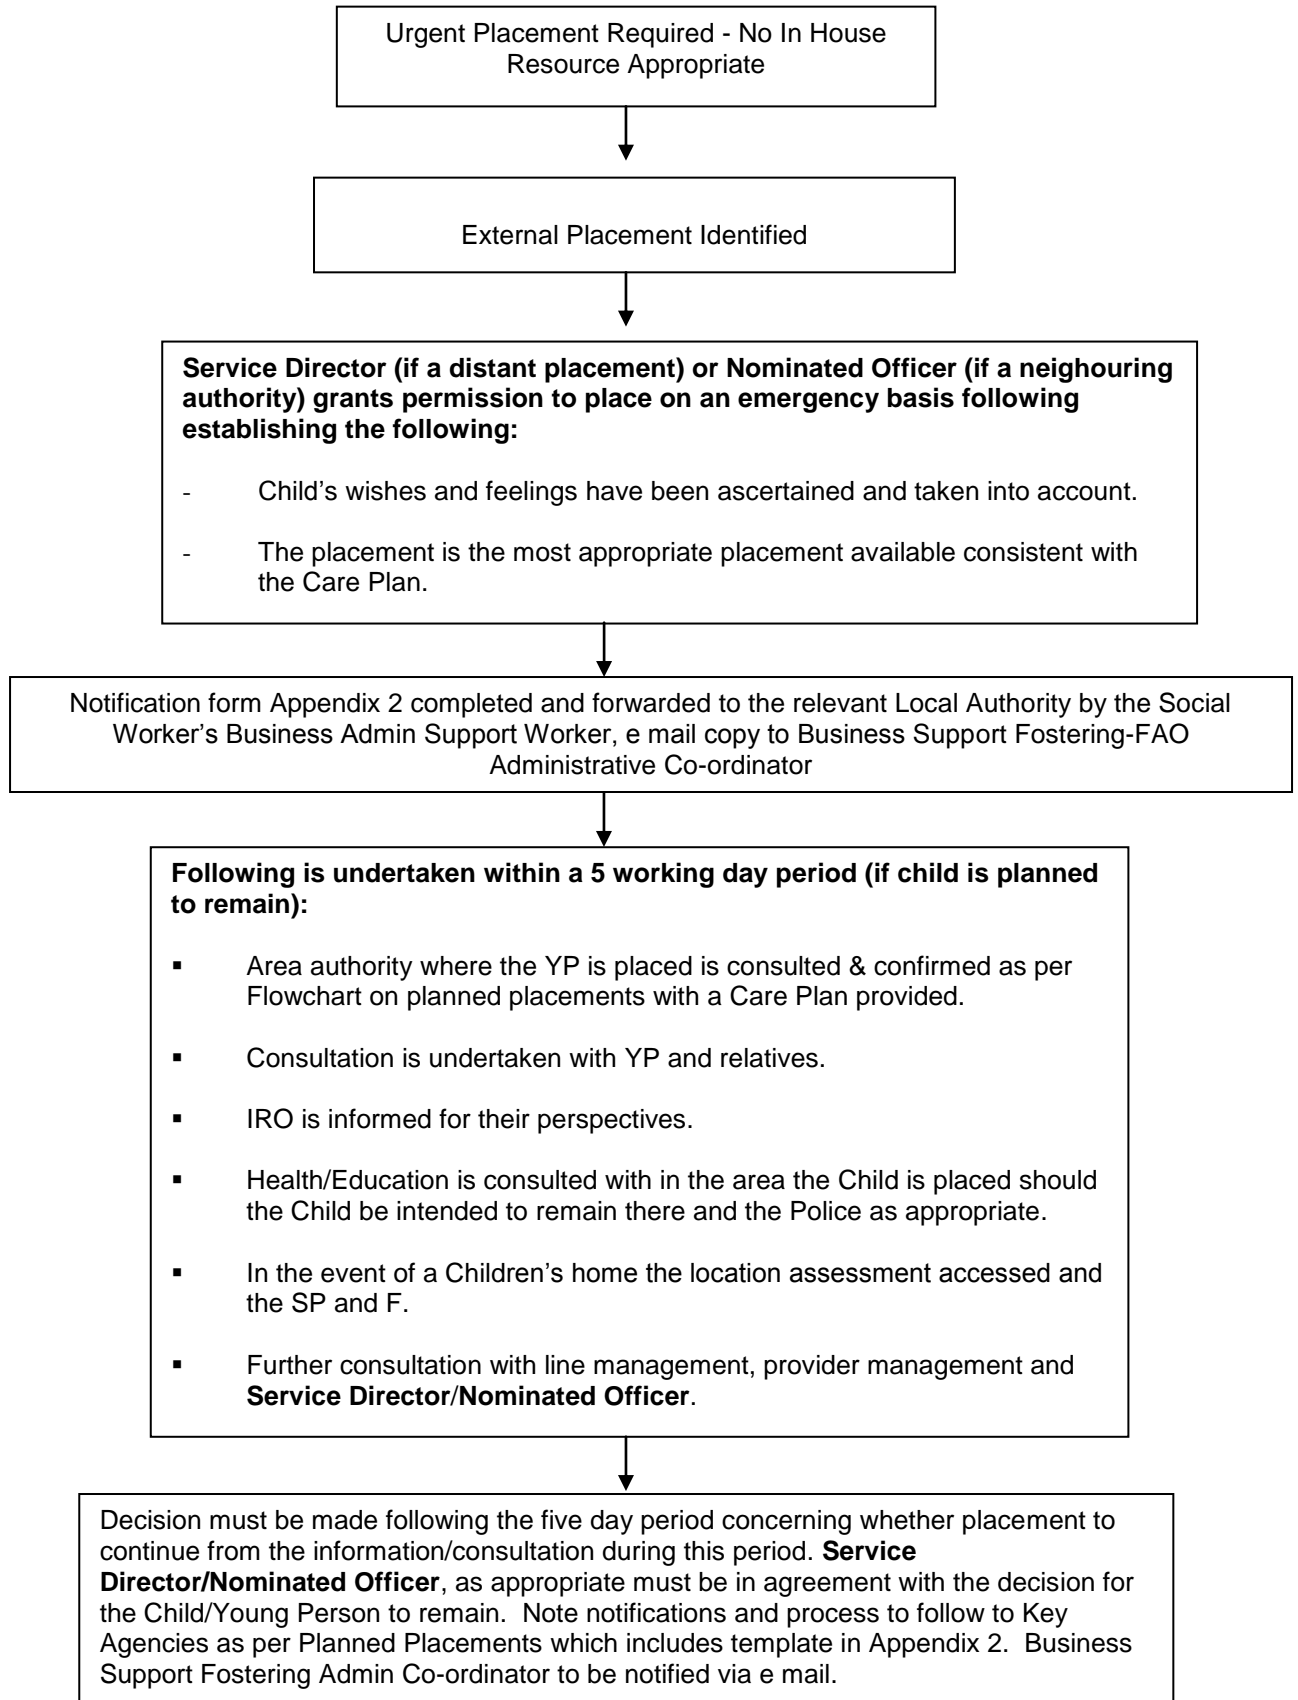 Urgent Placement Required - No In House
Resource Appropriate
External Placement Identified
Service Director (if a distant placement) or Nominated Officer (if a neighouring
authority) grants permission to place on an emergency basis following
establishing the following:
- Child’s wishes and feelings have been ascertained and taken into account.
- The placement is the most appropriate placement available consistent with
the Care Plan.
Notification form Appendix 2 completed and forwarded to the relevant Local Authority by the Social
Worker’s Business Admin Support Worker, e mail copy to Business Support Fostering-FAO
Administrative Co-ordinator
Following is undertaken within a 5 working day period (if child is planned
to remain):
▪ Area authority where the YP is placed is consulted & confirmed as per
Flowchart on planned placements with a Care Plan provided.
▪ Consultation is undertaken with YP and relatives.
▪ IRO is informed for their perspectives.
▪ Health/Education is consulted with in the area the Child is placed should
the Child be intended to remain there and the Police as appropriate.
▪ In the event of a Children’s home the location assessment accessed and
the SP and F.
▪ Further consultation with line management, provider management and
Service Director/Nominated Officer.
Decision must be made following the five day period concerning whether placement to
continue from the information/consultation during this period. Service
Director/Nominated Officer, as appropriate must be in agreement with the decision for
the Child/Young Person to remain.  Note notifications and process to follow to Key
Agencies as per Planned Placements which includes template in Appendix 2.  Business
Support Fostering Admin Co-ordinator to be notified via e mail.